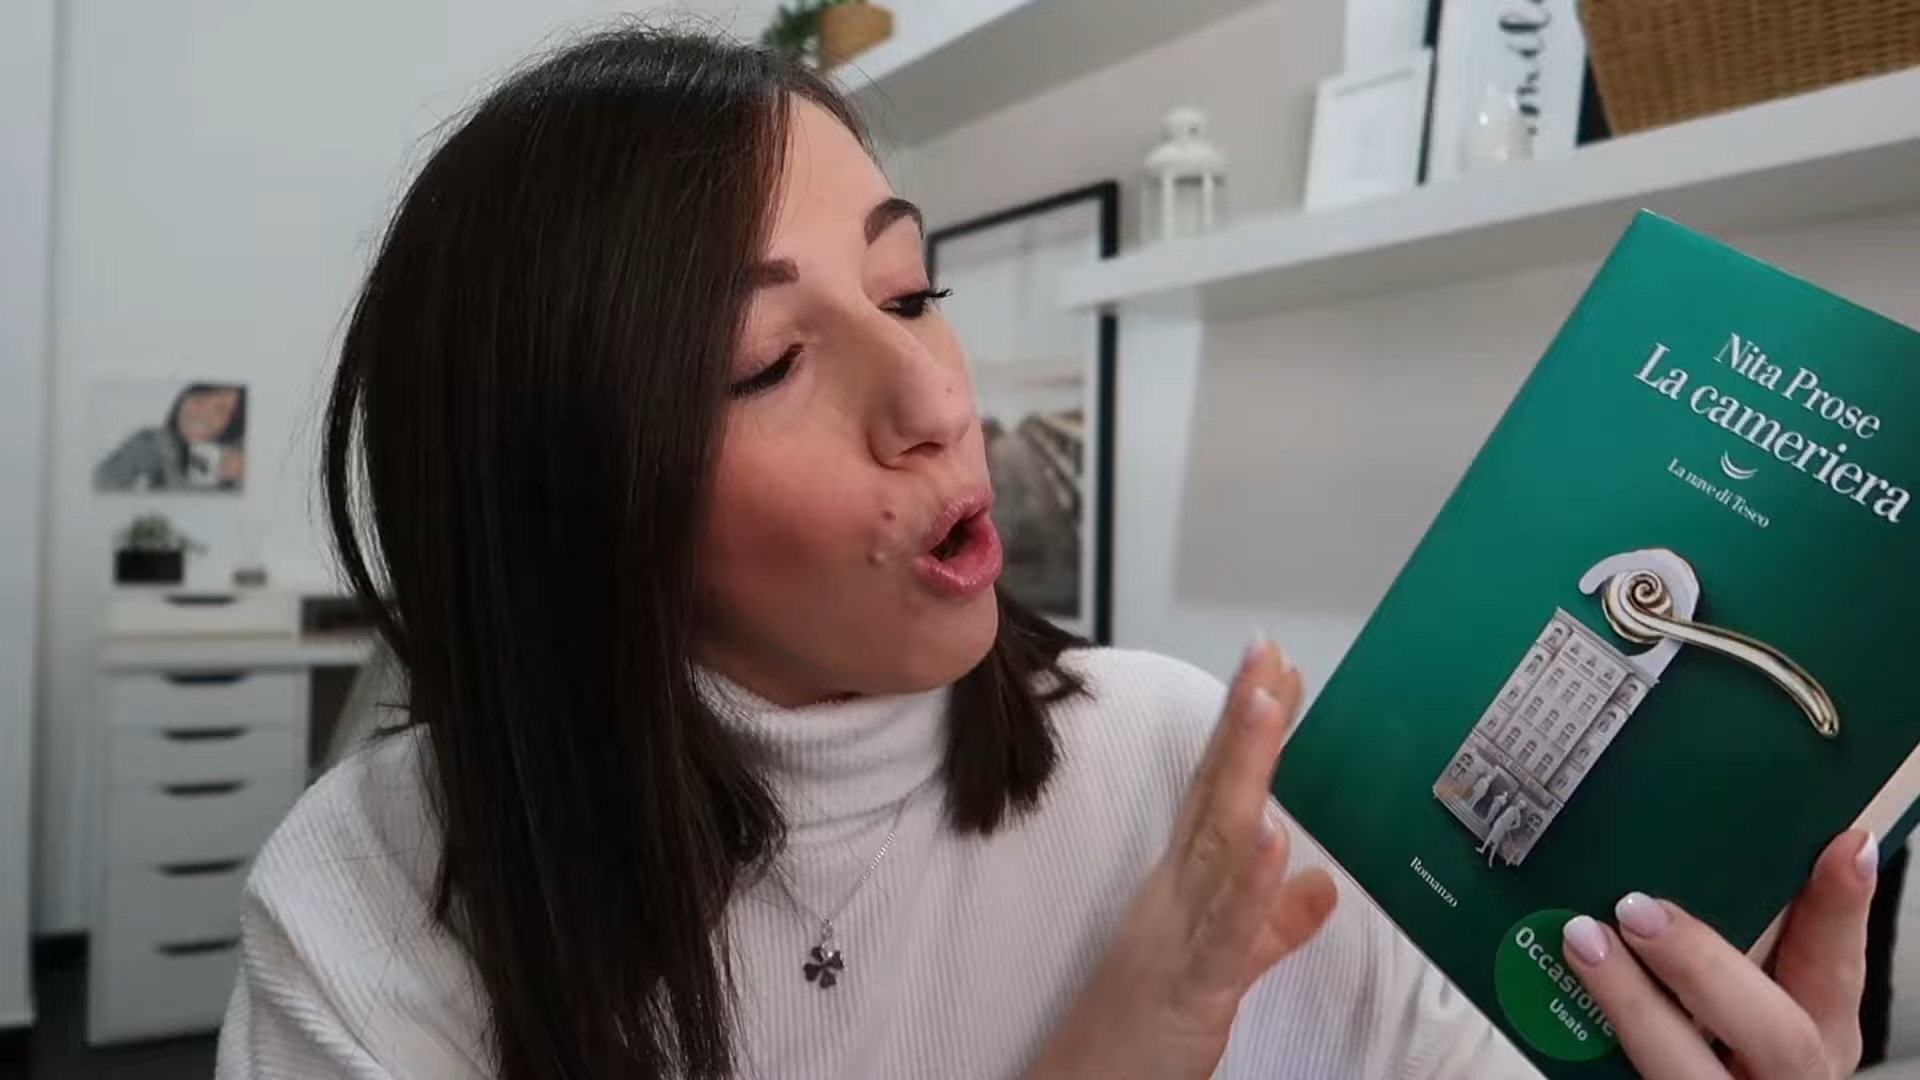 Nita Prose
La cameriera
La nave di Teseo
Romanzo
Occasione
Usato